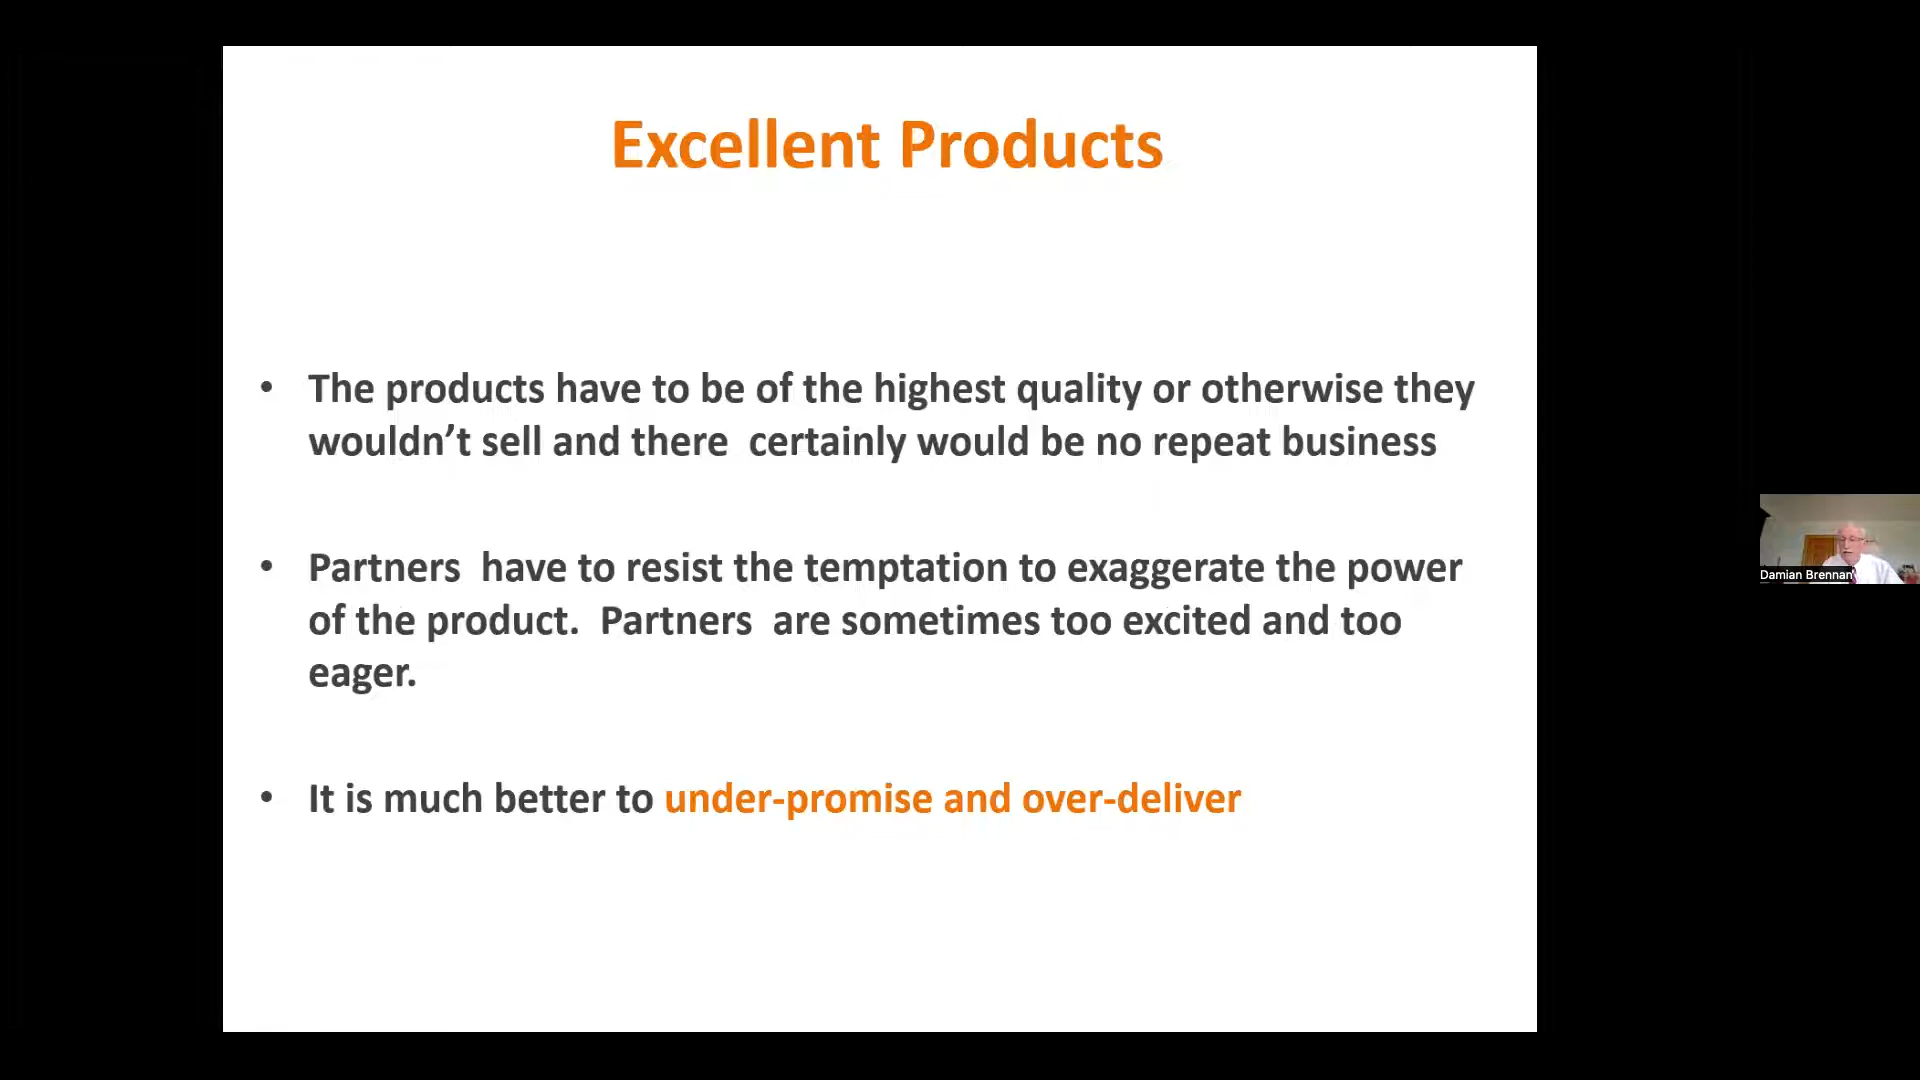 Excellent Products
• The products have to be of the highest quality or otherwise they
wouldn’t sell and there  certainly would be no repeat business
• Partners  have to resist the temptation to exaggerate the power
of the product.  Partners  are sometimes too excited and too
eager.
• It is much better to under-promise and over-deliver
Damian Brennan